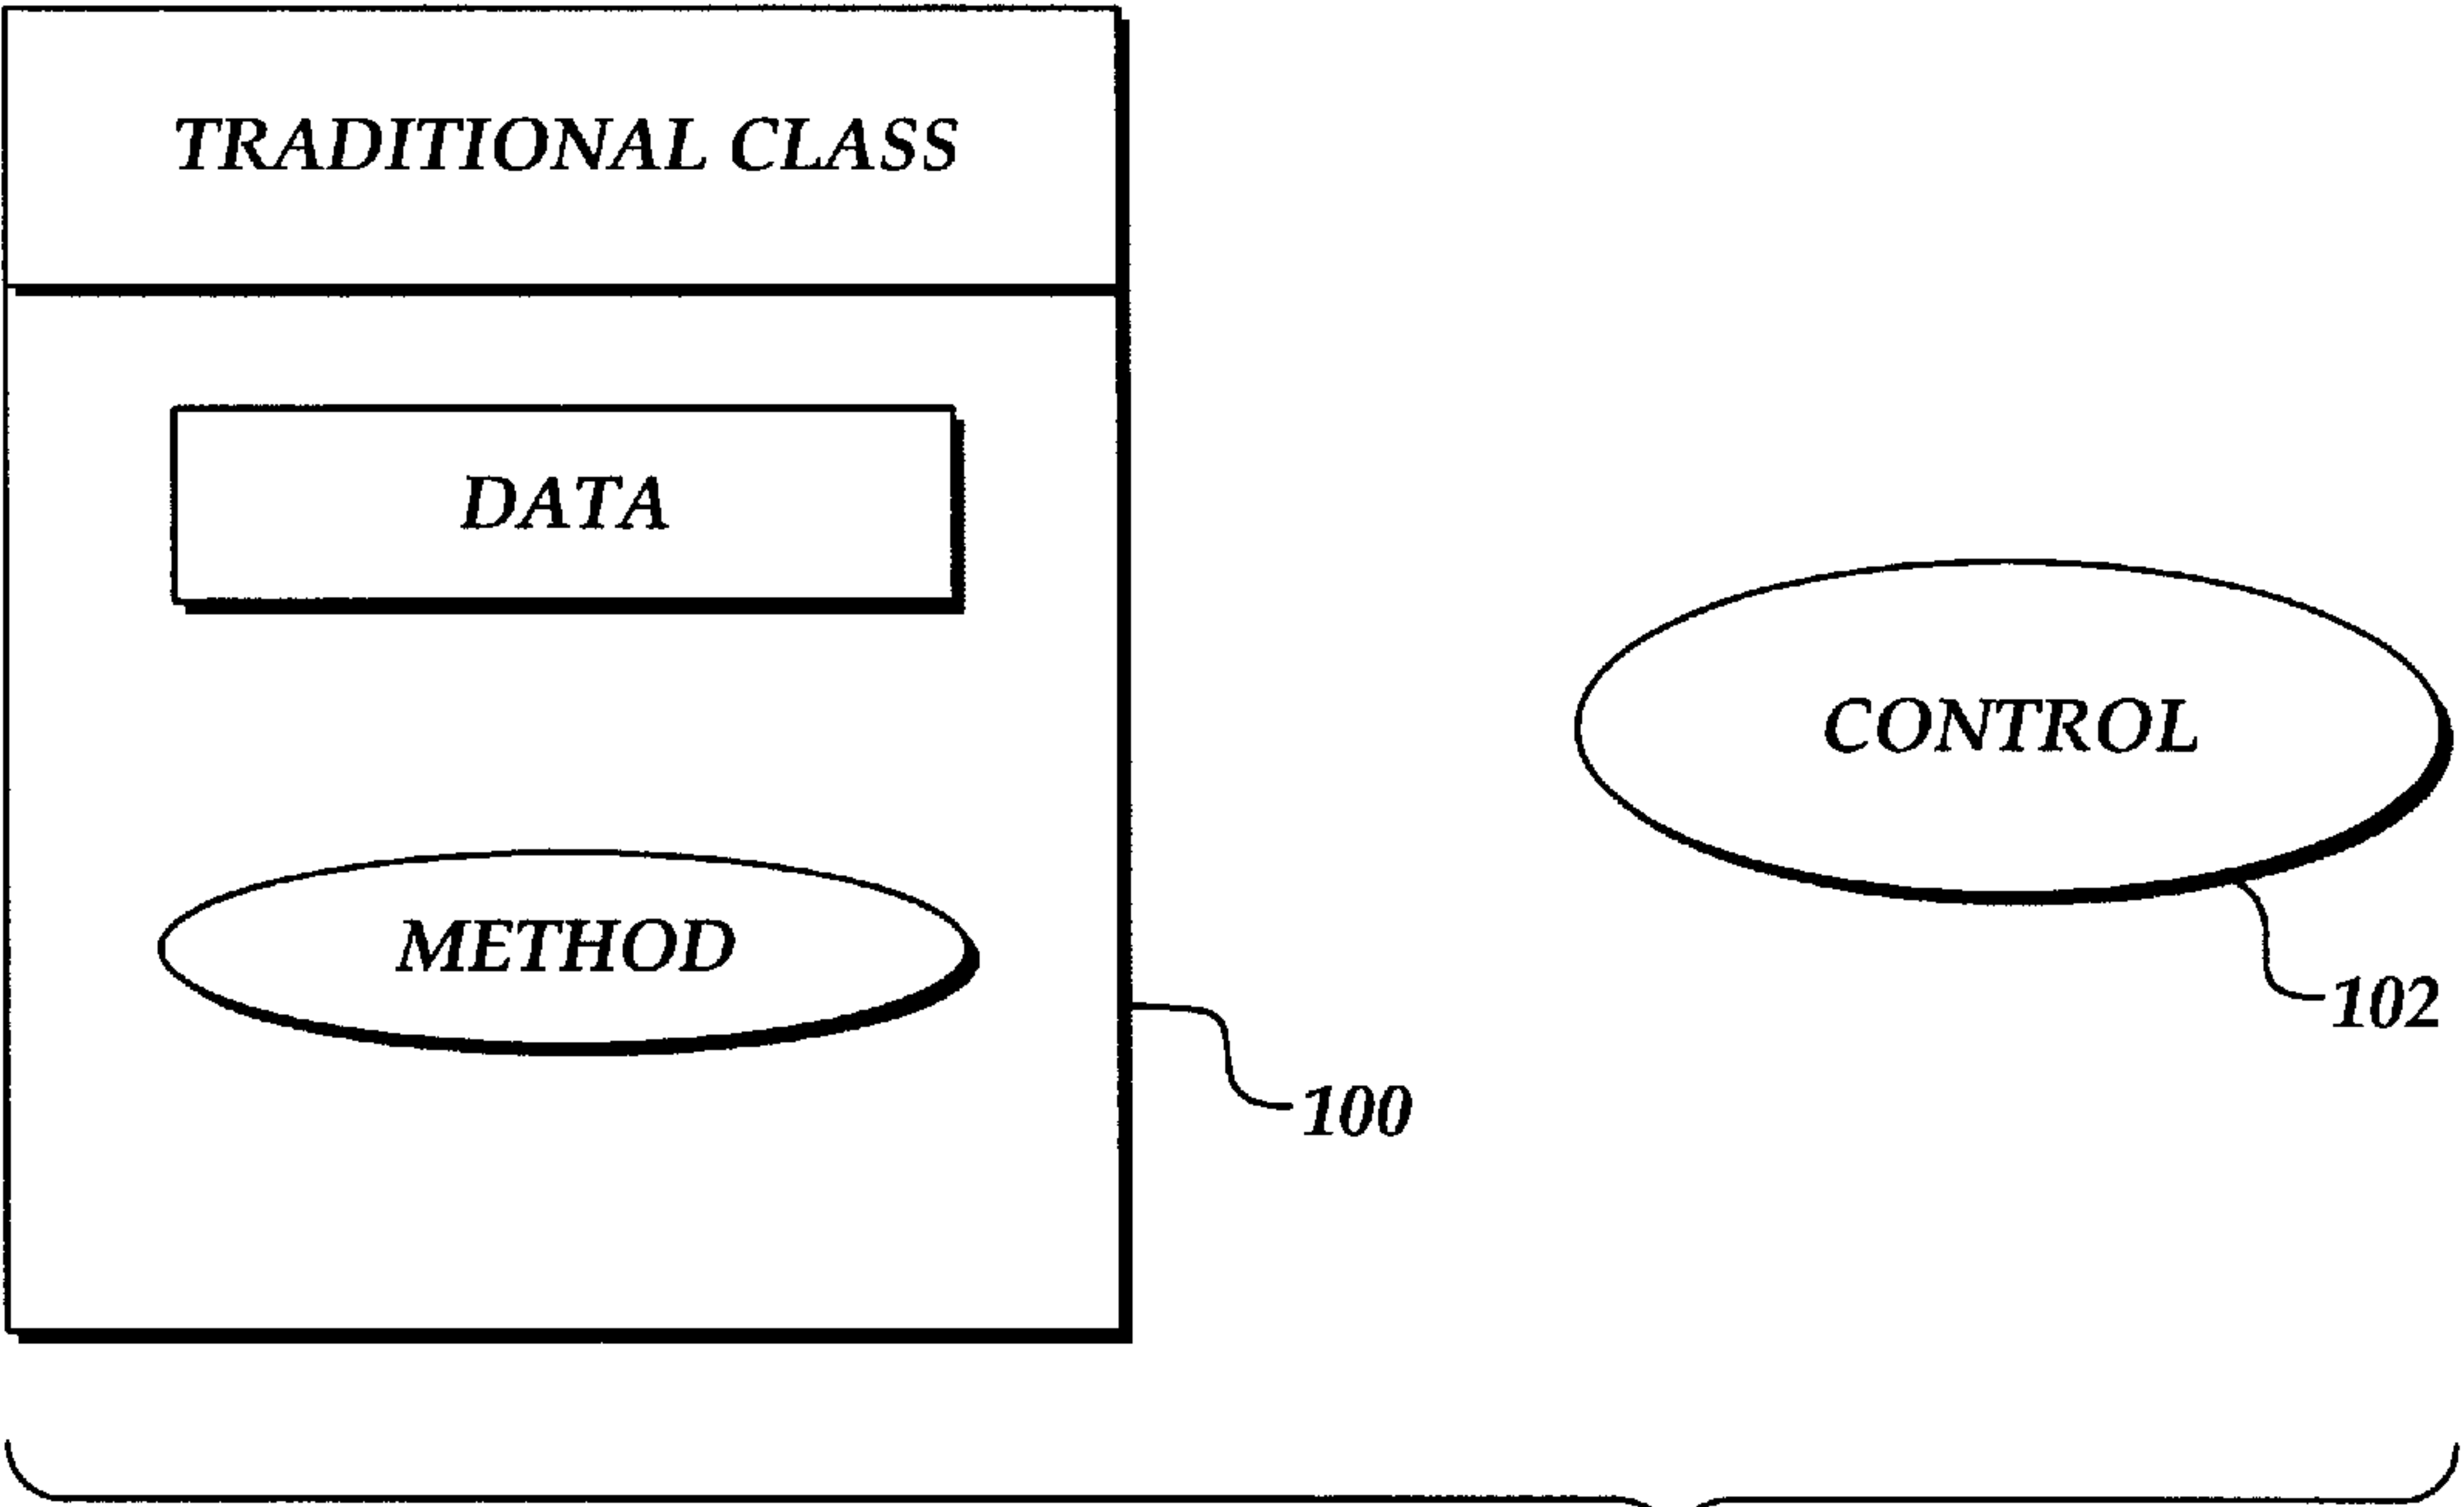 TRADITIONAL CLASS
DATA
CONTROL
METHOD
102
100